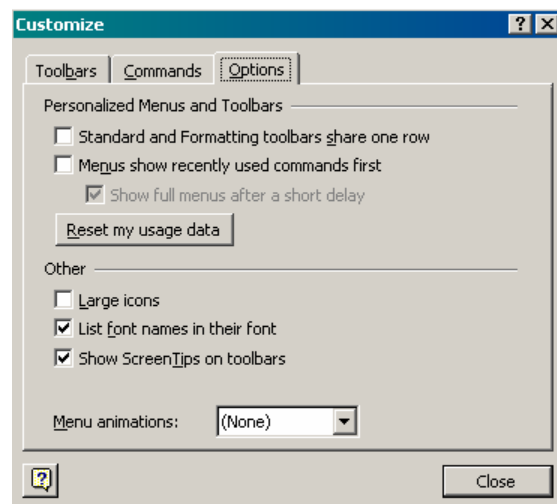 Customize
Toolbars Commands Options
Personalized Menus and Toolbars
Standard and Formatting toolbars share one row
Menus show recently used commands first
Show full menus after a short delay
Reset my usage data
Other
Large icons
List font names in their font
Show ScreenTips on toolbars
Menu animations: (None)
Close